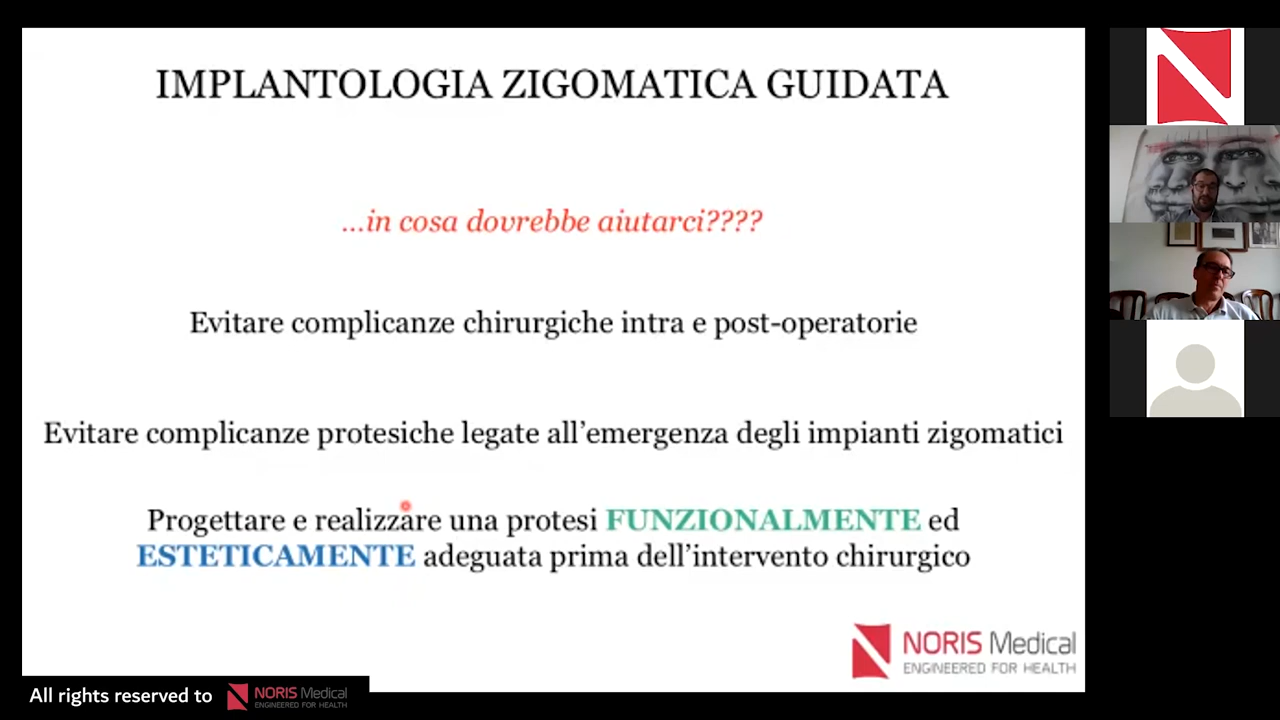 IMPLANTOLOGIA ZIGOMATICA GUIDATA
...in cosa dovrebbe aiutarci????
Evitare complicanze chirurgiche intra e post-operatorie
Evitare complicanze protesiche legate all’emergenza degli impianti zigomatici
Progettare e realizzare una protesi FUNZIONALMENTE ed
ESTETICAMENTE adeguata prima dell’intervento chirurgico
NORIS Medical
ENGINEERED FOR HEALTH
All rights reserved to NORIS Medical
ENGINEERED FOR HEALTH